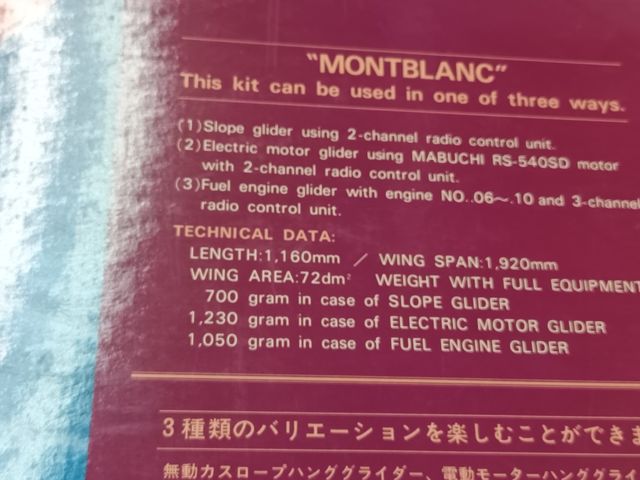 "MONTBLANC"
This kit can be used in one of three ways.
(1)Slope glider using 2-channel radio control unit.
(2)Electric motor glider using MABUCHI RS-540SD motor
with 2-channel radio control unit.
(3)Fuel engine glider with engine NO..06〜.10 and 3-channel
radio control unit.
TECHNICAL DATA:
LENGTH:1,160mm / WING SPAN:1,920mm
WING AREA:72dm² WEIGHT WITH FULL EQUIPMENT
700 gram in case of SLOPE GLIDER
1,230 gram in case of ELECTRIC MOTOR GLIDER
1,050 gram in case of FUEL ENGINE GLIDER
3種類のバリエーションを楽しむことができま
無動力スロープハンググライダー、電動モーターハンググライ